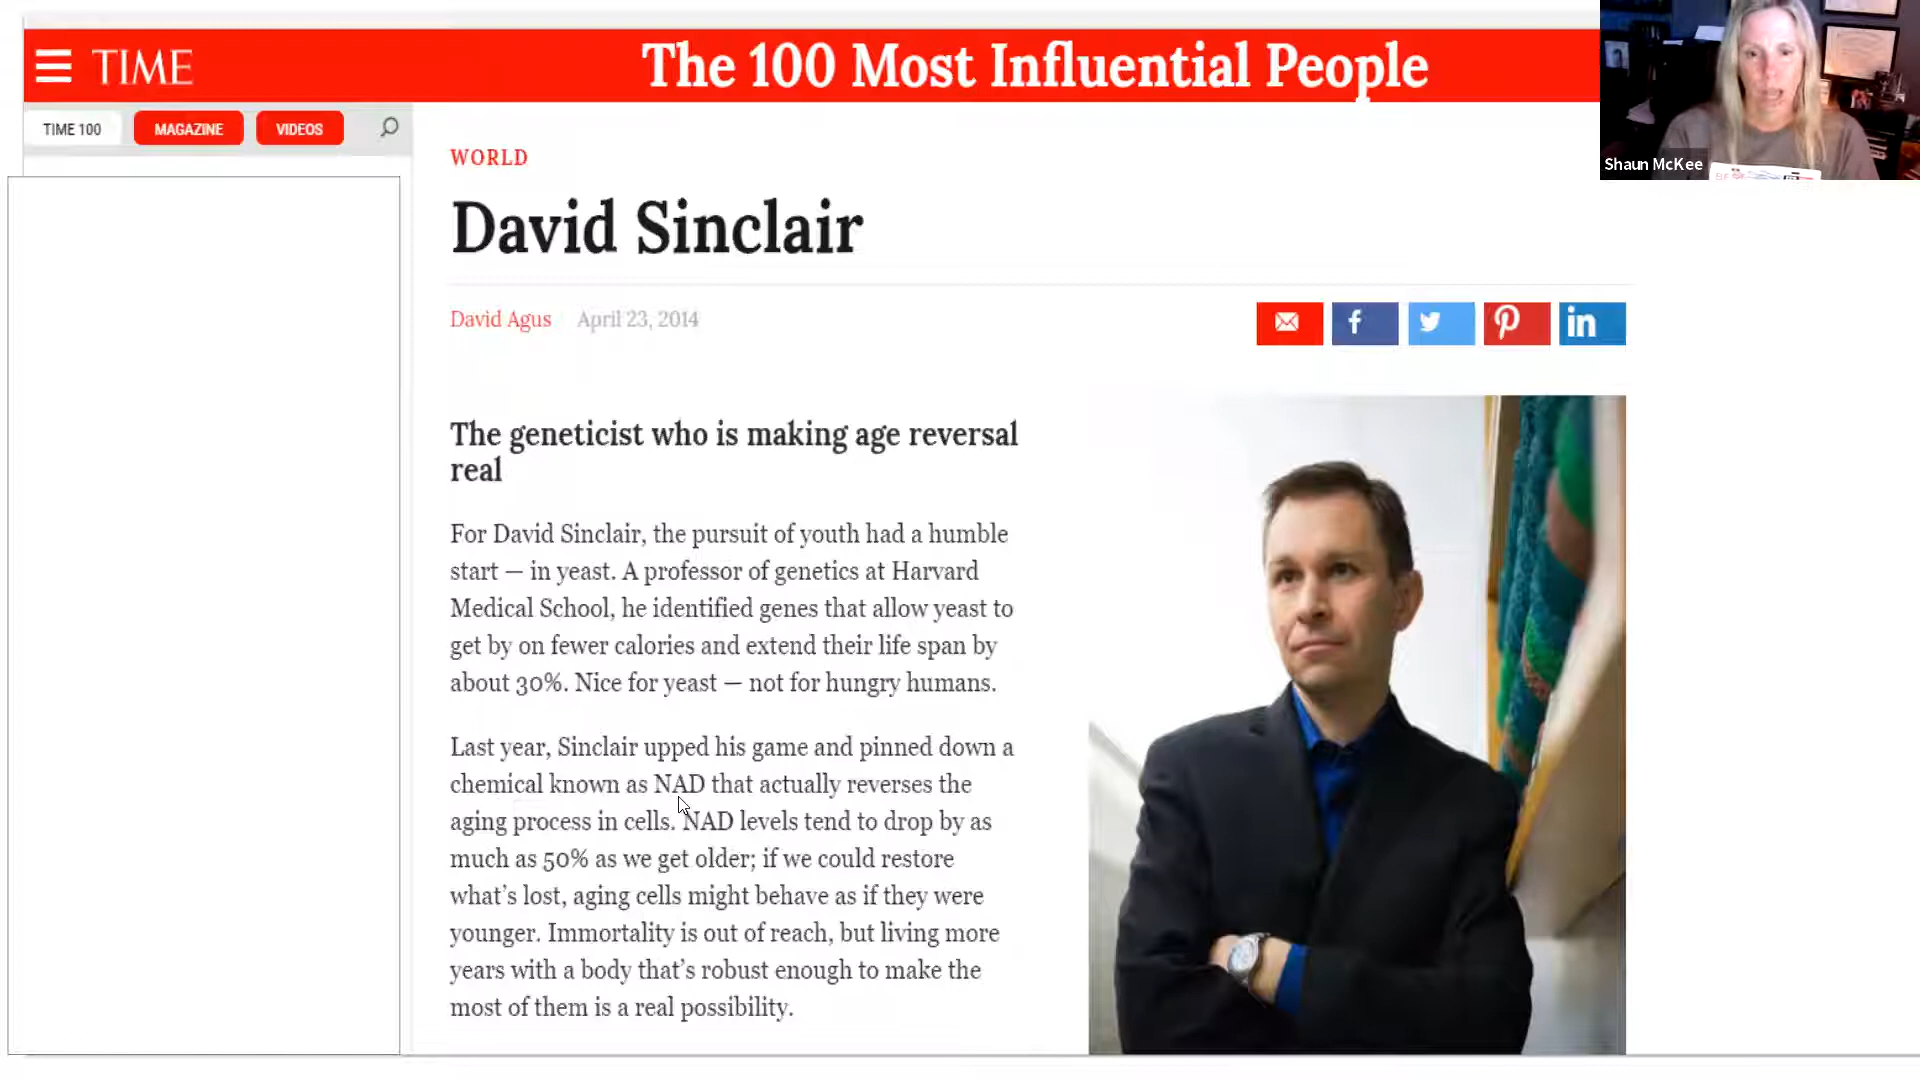 TIME
The 100 Most Influential People
TIME 100
MAGAZINE
VIDEOS
WORLD
David Sinclair
David Agus
April 23, 2014
f
in
The geneticist who is making age reversal
real
For David Sinclair, the pursuit of youth had a humble
start — in yeast. A professor of genetics at Harvard
Medical School, he identified genes that allow yeast to
get by on fewer calories and extend their life span by
about 30%. Nice for yeast — not for hungry humans.
Last year, Sinclair upped his game and pinned down a
chemical known as NAD that actually reverses the
aging process in cells. NAD levels tend to drop by as
much as 50% as we get older; if we could restore
what’s lost, aging cells might behave as if they were
younger. Immortality is out of reach, but living more
years with a body that’s robust enough to make the
most of them is a real possibility.
Shaun McKee